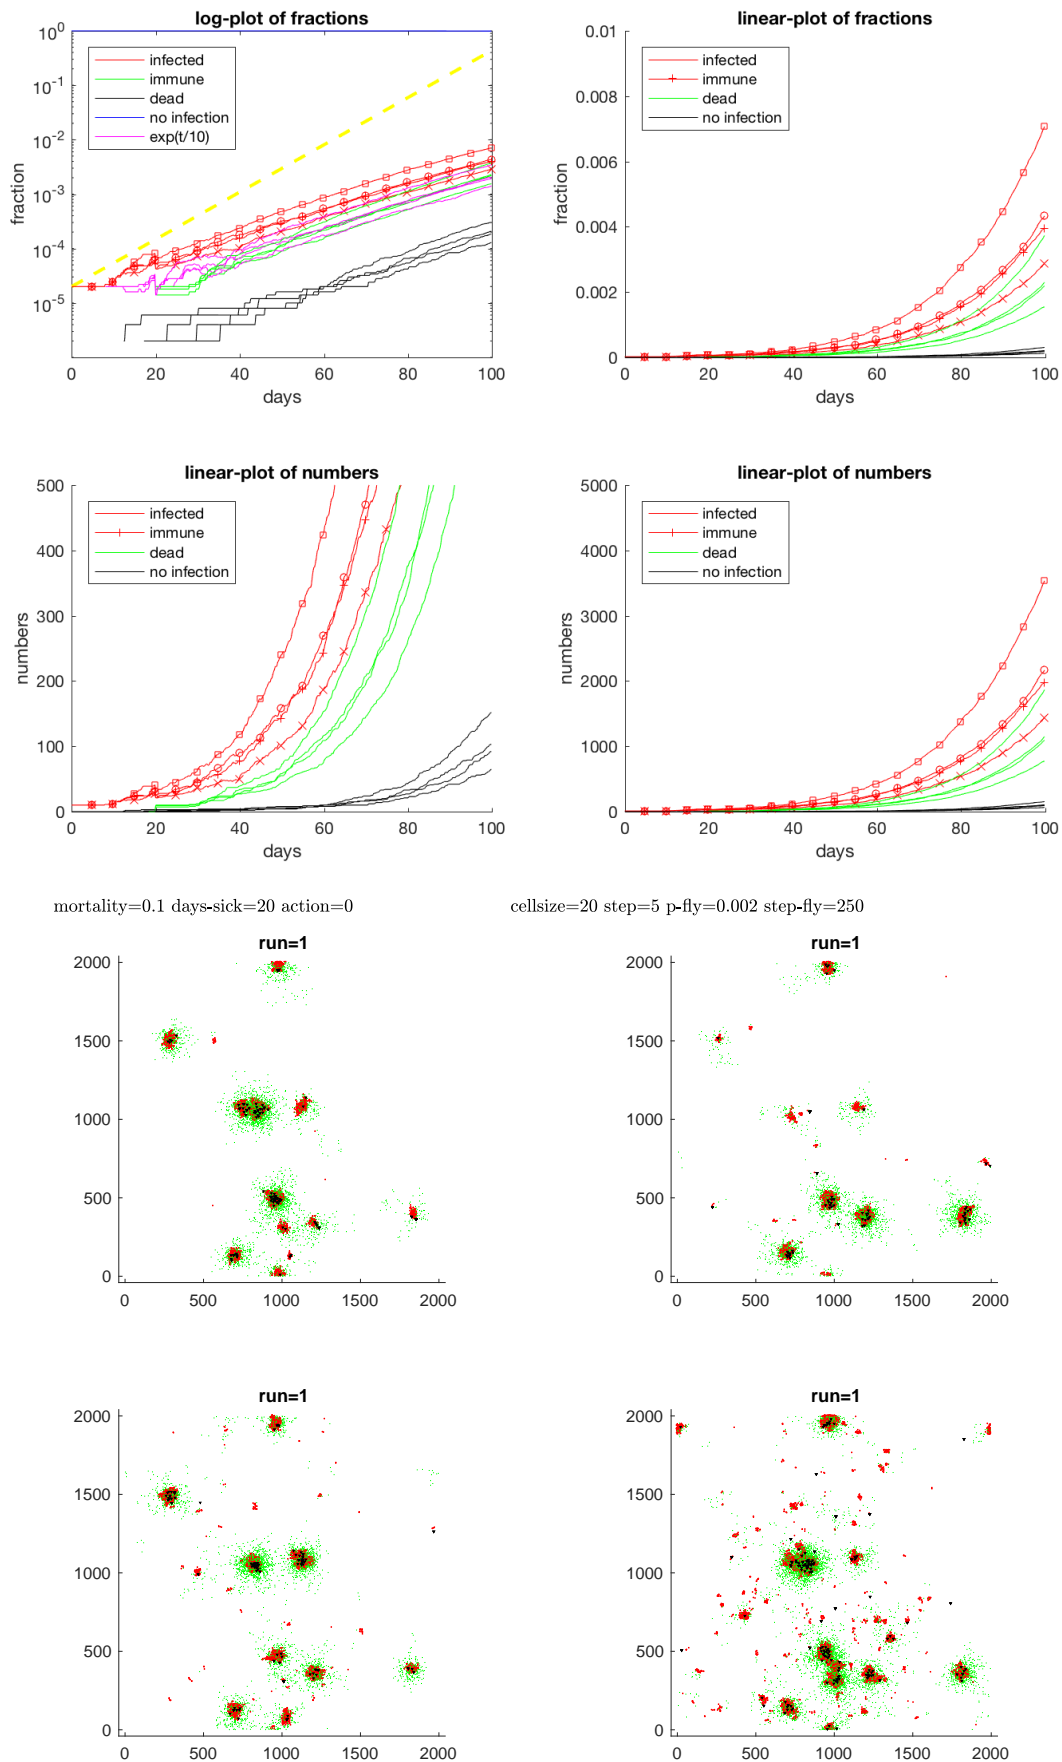 log-plot of fractions
10^0
10^-1
10^-2
10^-3
10^-4
10^-5
fraction
infected
immune
dead
no infection
exp(t/10)
0 20 40 60 80 100
days
linear-plot of fractions
0.01
0.008
0.006
0.004
0.002
0
fraction
infected
immune
dead
no infection
0 20 40 60 80 100
days
linear-plot of numbers
500
400
300
200
100
0
numbers
infected
immune
dead
no infection
0 20 40 60 80 100
days
linear-plot of numbers
5000
4000
3000
2000
1000
0
numbers
infected
immune
dead
no infection
0 20 40 60 80 100
days
mortality=0.1 days-sick=20 action=0
cellsize=20 step=5 p-fly=0.002 step-fly=250
run=1
2000
1500
1000
500
0
0 500 1000 1500 2000
run=1
2000
1500
1000
500
0
0 500 1000 1500 2000
run=1
2000
1500
1000
500
0
0 500 1000 1500 2000
run=1
2000
1500
1000
500
0
0 500 1000 1500 2000